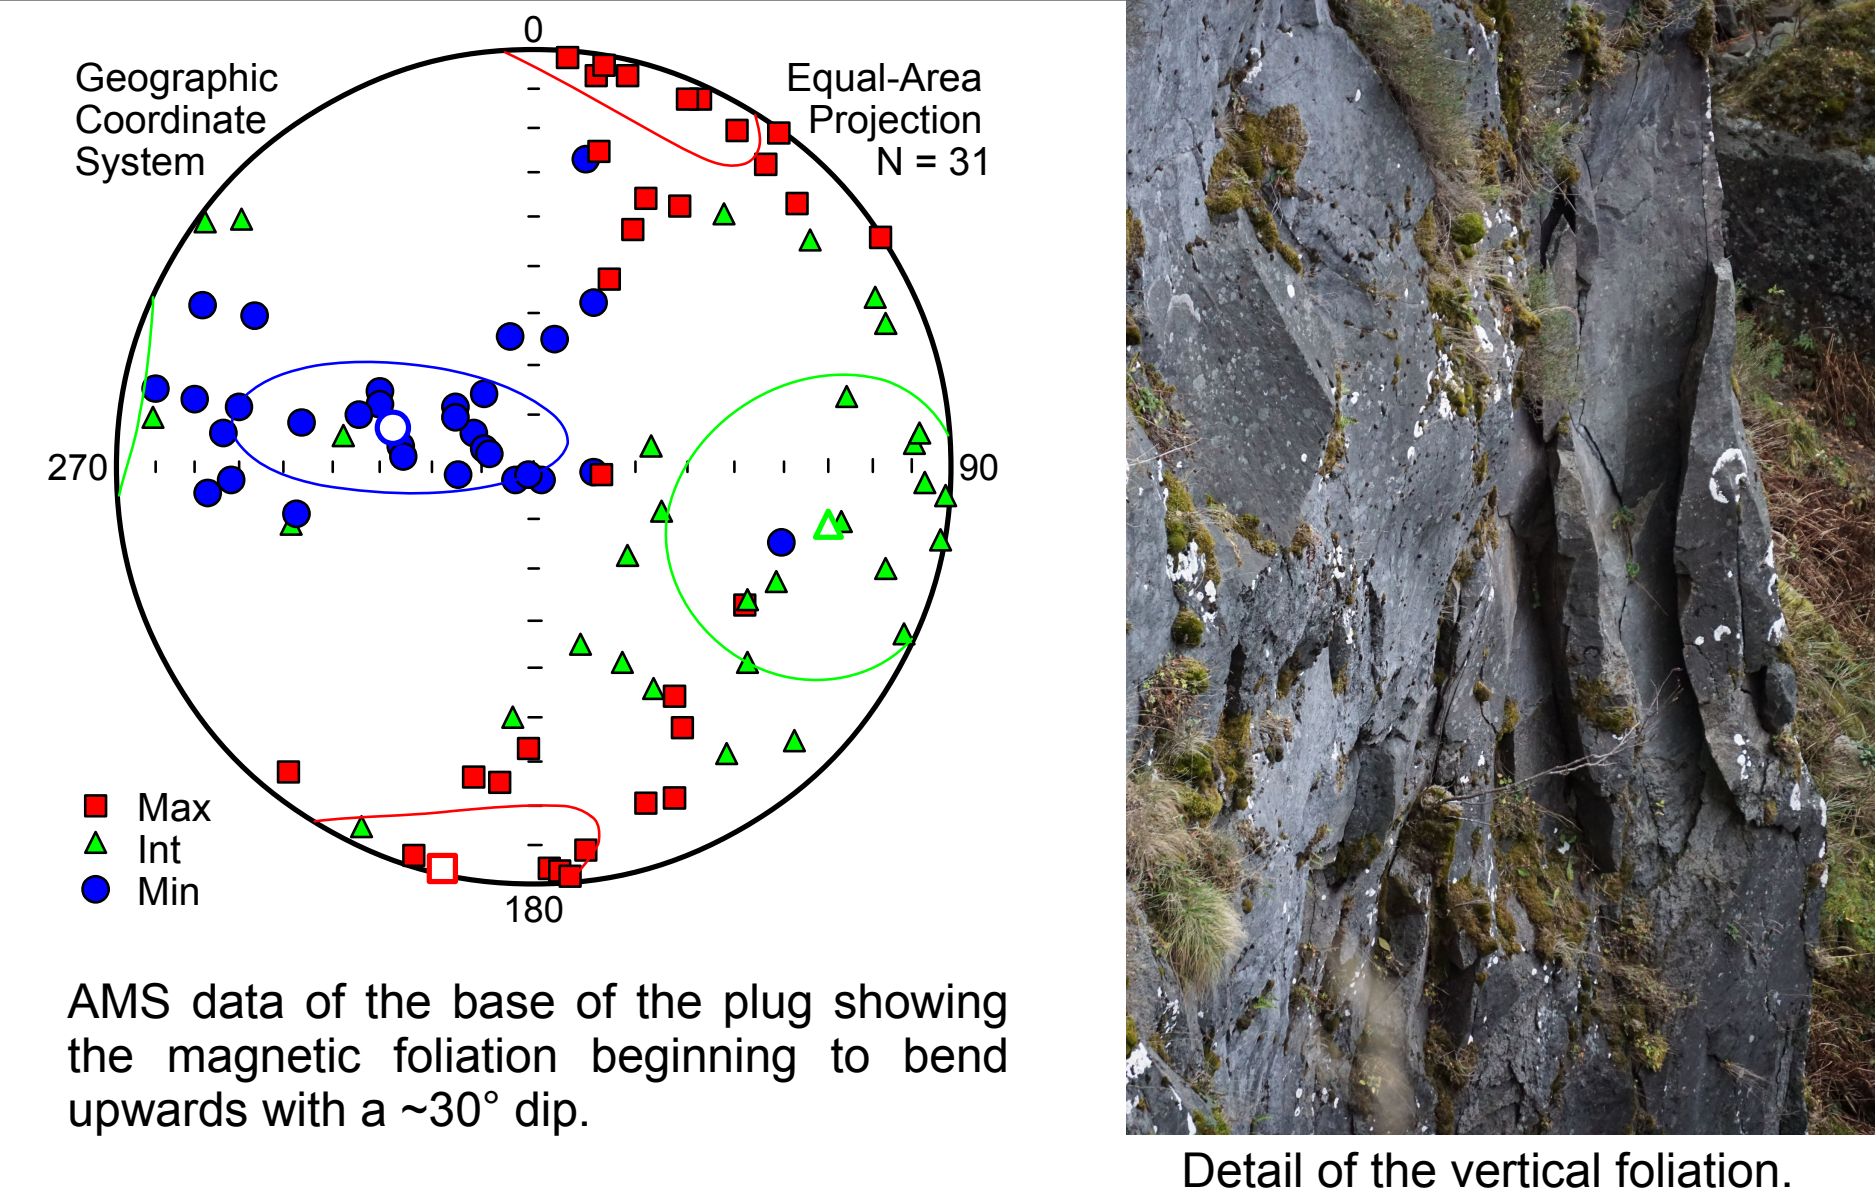 0
Geographic
Coordinate
System
Equal-Area
Projection
N = 31
270
90
Max
Int
Min
180
AMS data of the base of the plug showing
the magnetic foliation beginning to bend
upwards with a ~30° dip.
Detail of the vertical foliation.